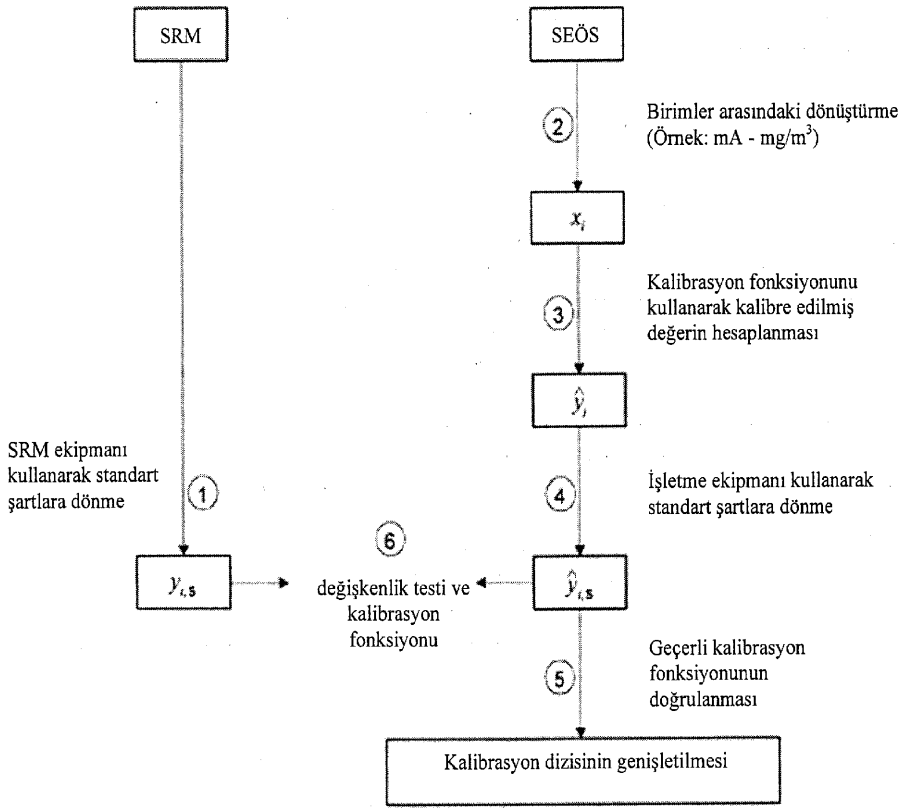 SRM
SEÖS
2
Birimler arasındaki dönüştürme
(Örnek: mA - mg/m³)
xᵢ
3
Kalibrasyon fonksiyonunu
kullanarak kalibre edilmiş
değerin hesaplanması
ŷᵢ
SRM ekipmanı
kullanarak standart
şartlara dönme
1
4
İşletme ekipmanı kullanarak
standart şartlara dönme
6
yᵢ,s
değişkenlik testi ve
kalibrasyon
fonksiyonu
ŷᵢ,s
5
Geçerli kalibrasyon
fonksiyonunun
doğrulanması
Kalibrasyon dizisinin genişletilmesi